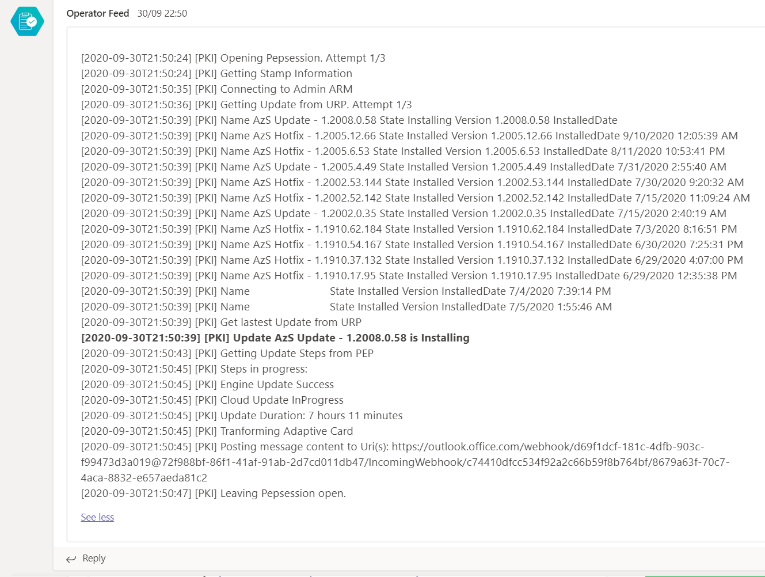 Operator Feed 30/09 22:50
[2020-09-30T21:50:24] [PKI] Opening Pepsession. Attempt 1/3
[2020-09-30T21:50:24] [PKI] Getting Stamp Information
[2020-09-30T21:50:35] [PKI] Connecting to Admin ARM
[2020-09-30T21:50:36] [PKI] Getting Update from URP. Attempt 1/3
[2020-09-30T21:50:39] [PKI] Name AzS Update - 1.2008.0.58 State Installing Version 1.2008.0.58 InstalledDate
[2020-09-30T21:50:39] [PKI] Name AzS Hotfix - 1.2005.12.66 State Installed Version 1.2005.12.66 InstalledDate 9/10/2020 12:05:39 AM
[2020-09-30T21:50:39] [PKI] Name AzS Hotfix - 1.2005.6.53 State Installed Version 1.2005.6.53 InstalledDate 8/11/2020 10:53:41 PM
[2020-09-30T21:50:39] [PKI] Name AzS Update - 1.2005.4.49 State Installed Version 1.2005.4.49 InstalledDate 7/31/2020 2:55:40 AM
[2020-09-30T21:50:39] [PKI] Name AzS Hotfix - 1.2002.53.144 State Installed Version 1.2002.53.144 InstalledDate 7/30/2020 9:20:32 AM
[2020-09-30T21:50:39] [PKI] Name AzS Hotfix - 1.2002.52.142 State Installed Version 1.2002.52.142 InstalledDate 7/15/2020 11:09:24 AM
[2020-09-30T21:50:39] [PKI] Name AzS Update - 1.2002.0.35 State Installed Version 1.2002.0.35 InstalledDate 7/15/2020 2:40:19 AM
[2020-09-30T21:50:39] [PKI] Name AzS Hotfix - 1.1910.62.184 State Installed Version 1.1910.62.184 InstalledDate 7/3/2020 8:16:51 PM
[2020-09-30T21:50:39] [PKI] Name AzS Hotfix - 1.1910.54.167 State Installed Version 1.1910.54.167 InstalledDate 6/30/2020 7:25:31 PM
[2020-09-30T21:50:39] [PKI] Name AzS Hotfix - 1.1910.37.132 State Installed Version 1.1910.37.132 InstalledDate 6/29/2020 4:07:00 PM
[2020-09-30T21:50:39] [PKI] Name AzS Hotfix - 1.1910.17.95 State Installed Version 1.1910.17.95 InstalledDate 6/29/2020 12:35:38 PM
[2020-09-30T21:50:39] [PKI] Name State Installed Version InstalledDate 7/4/2020 7:39:14 PM
[2020-09-30T21:50:39] [PKI] Name State Installed Version InstalledDate 7/5/2020 1:55:46 AM
[2020-09-30T21:50:39] [PKI] Get lastest Update from URP
[2020-09-30T21:50:39] [PKI] Update AzS Update - 1.2008.0.58 is Installing
[2020-09-30T21:50:43] [PKI] Getting Update Steps from PEP
[2020-09-30T21:50:45] [PKI] Steps in progress:
[2020-09-30T21:50:45] [PKI] Engine Update Success
[2020-09-30T21:50:45] [PKI] Cloud Update InProgress
[2020-09-30T21:50:45] [PKI] Update Duration: 7 hours 11 minutes
[2020-09-30T21:50:45] [PKI] Tranforming Adaptive Card
[2020-09-30T21:50:45] [PKI] Posting message content to Uri(s): https://outlook.office.com/webhook/d69f1dcf-181c-4dfb-903c-
f99473d3a019@72f988bf-86f1-41af-91ab-2d7cd011db47/IncomingWebhook/c74410dfcc534f92a2c66b59f8b764bf/8679a63f-70c7-
4aca-8832-e657aeda81c2
[2020-09-30T21:50:47] [PKI] Leaving Pepsession open.
See less
Reply